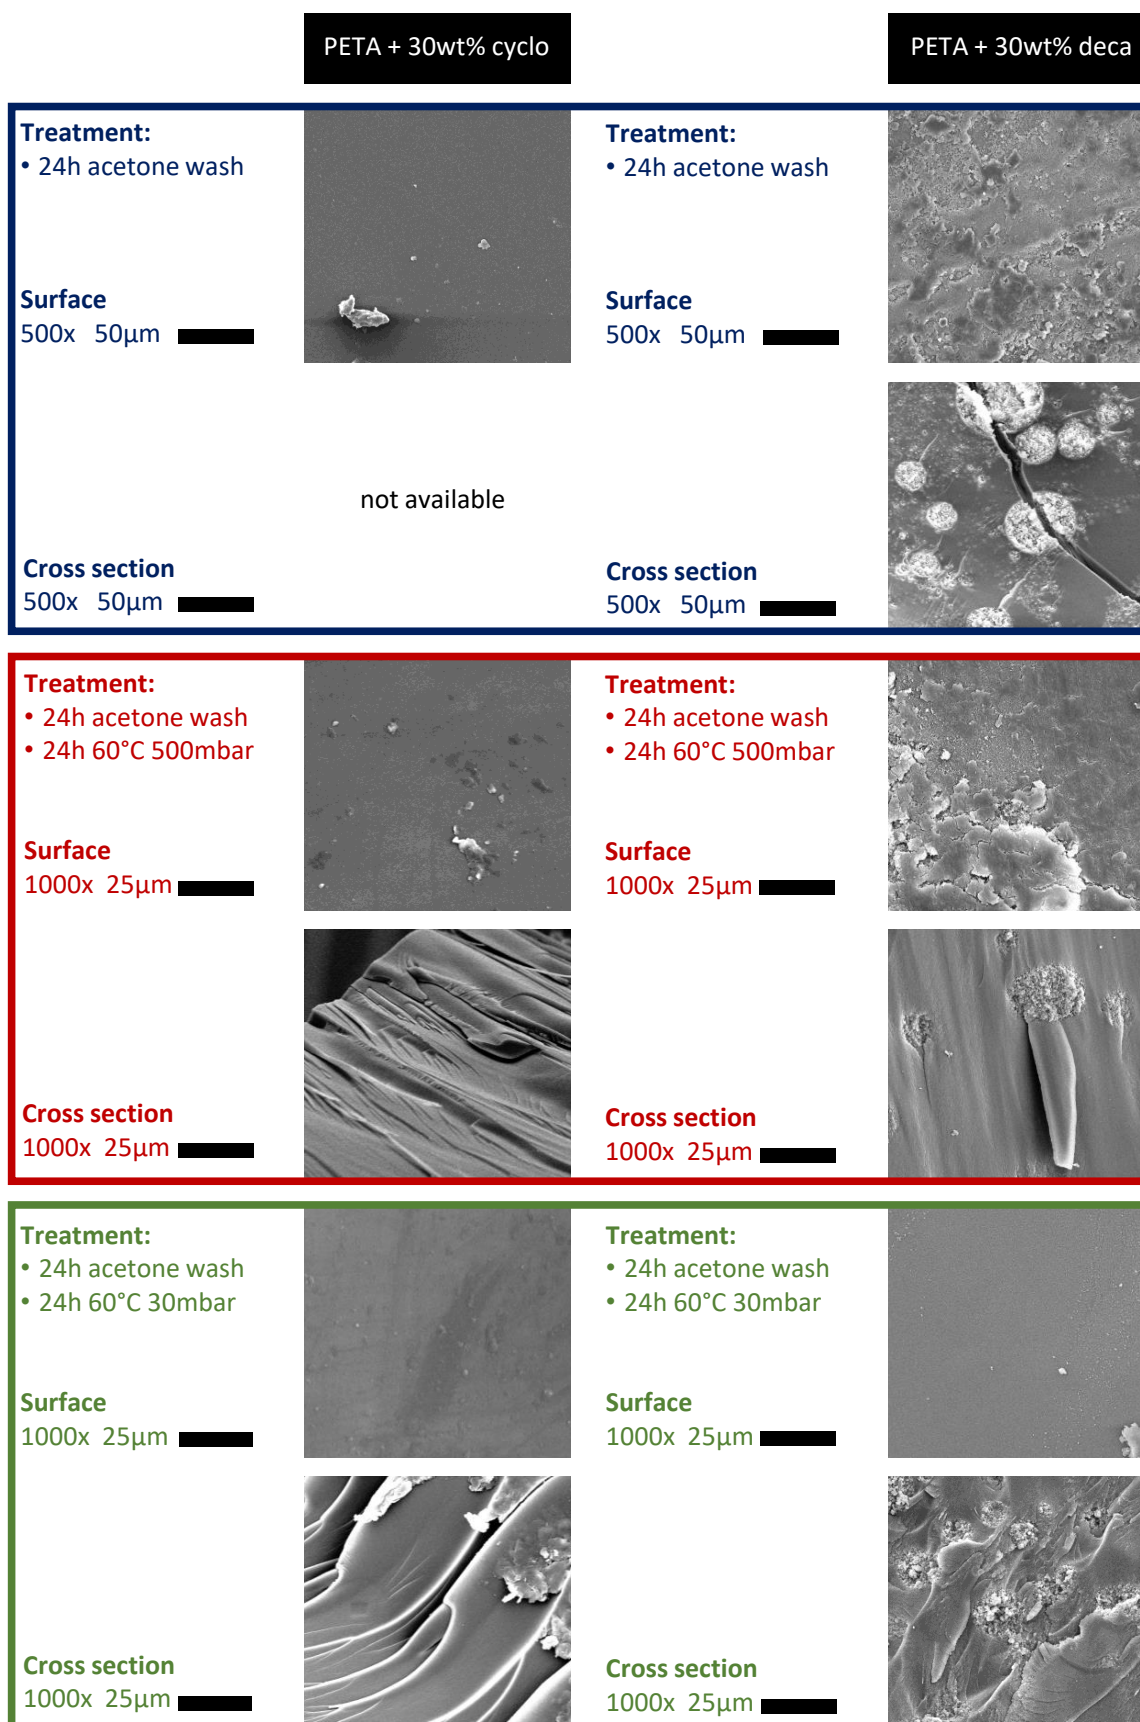 PETA + 30wt% cyclo
PETA + 30wt% deca
Treatment:
• 24h acetone wash
Surface
500x 50µm
not available
Cross section
500x 50µm
Treatment:
• 24h acetone wash
Surface
500x 50µm
Cross section
500x 50µm
Treatment:
• 24h acetone wash
• 24h 60°C 500mbar
Surface
1000x 25µm
Cross section
1000x 25µm
Treatment:
• 24h acetone wash
• 24h 60°C 500mbar
Surface
1000x 25µm
Cross section
1000x 25µm
Treatment:
• 24h acetone wash
• 24h 60°C 30mbar
Surface
1000x 25µm
Cross section
1000x 25µm
Treatment:
• 24h acetone wash
• 24h 60°C 30mbar
Surface
1000x 25µm
Cross section
1000x 25µm